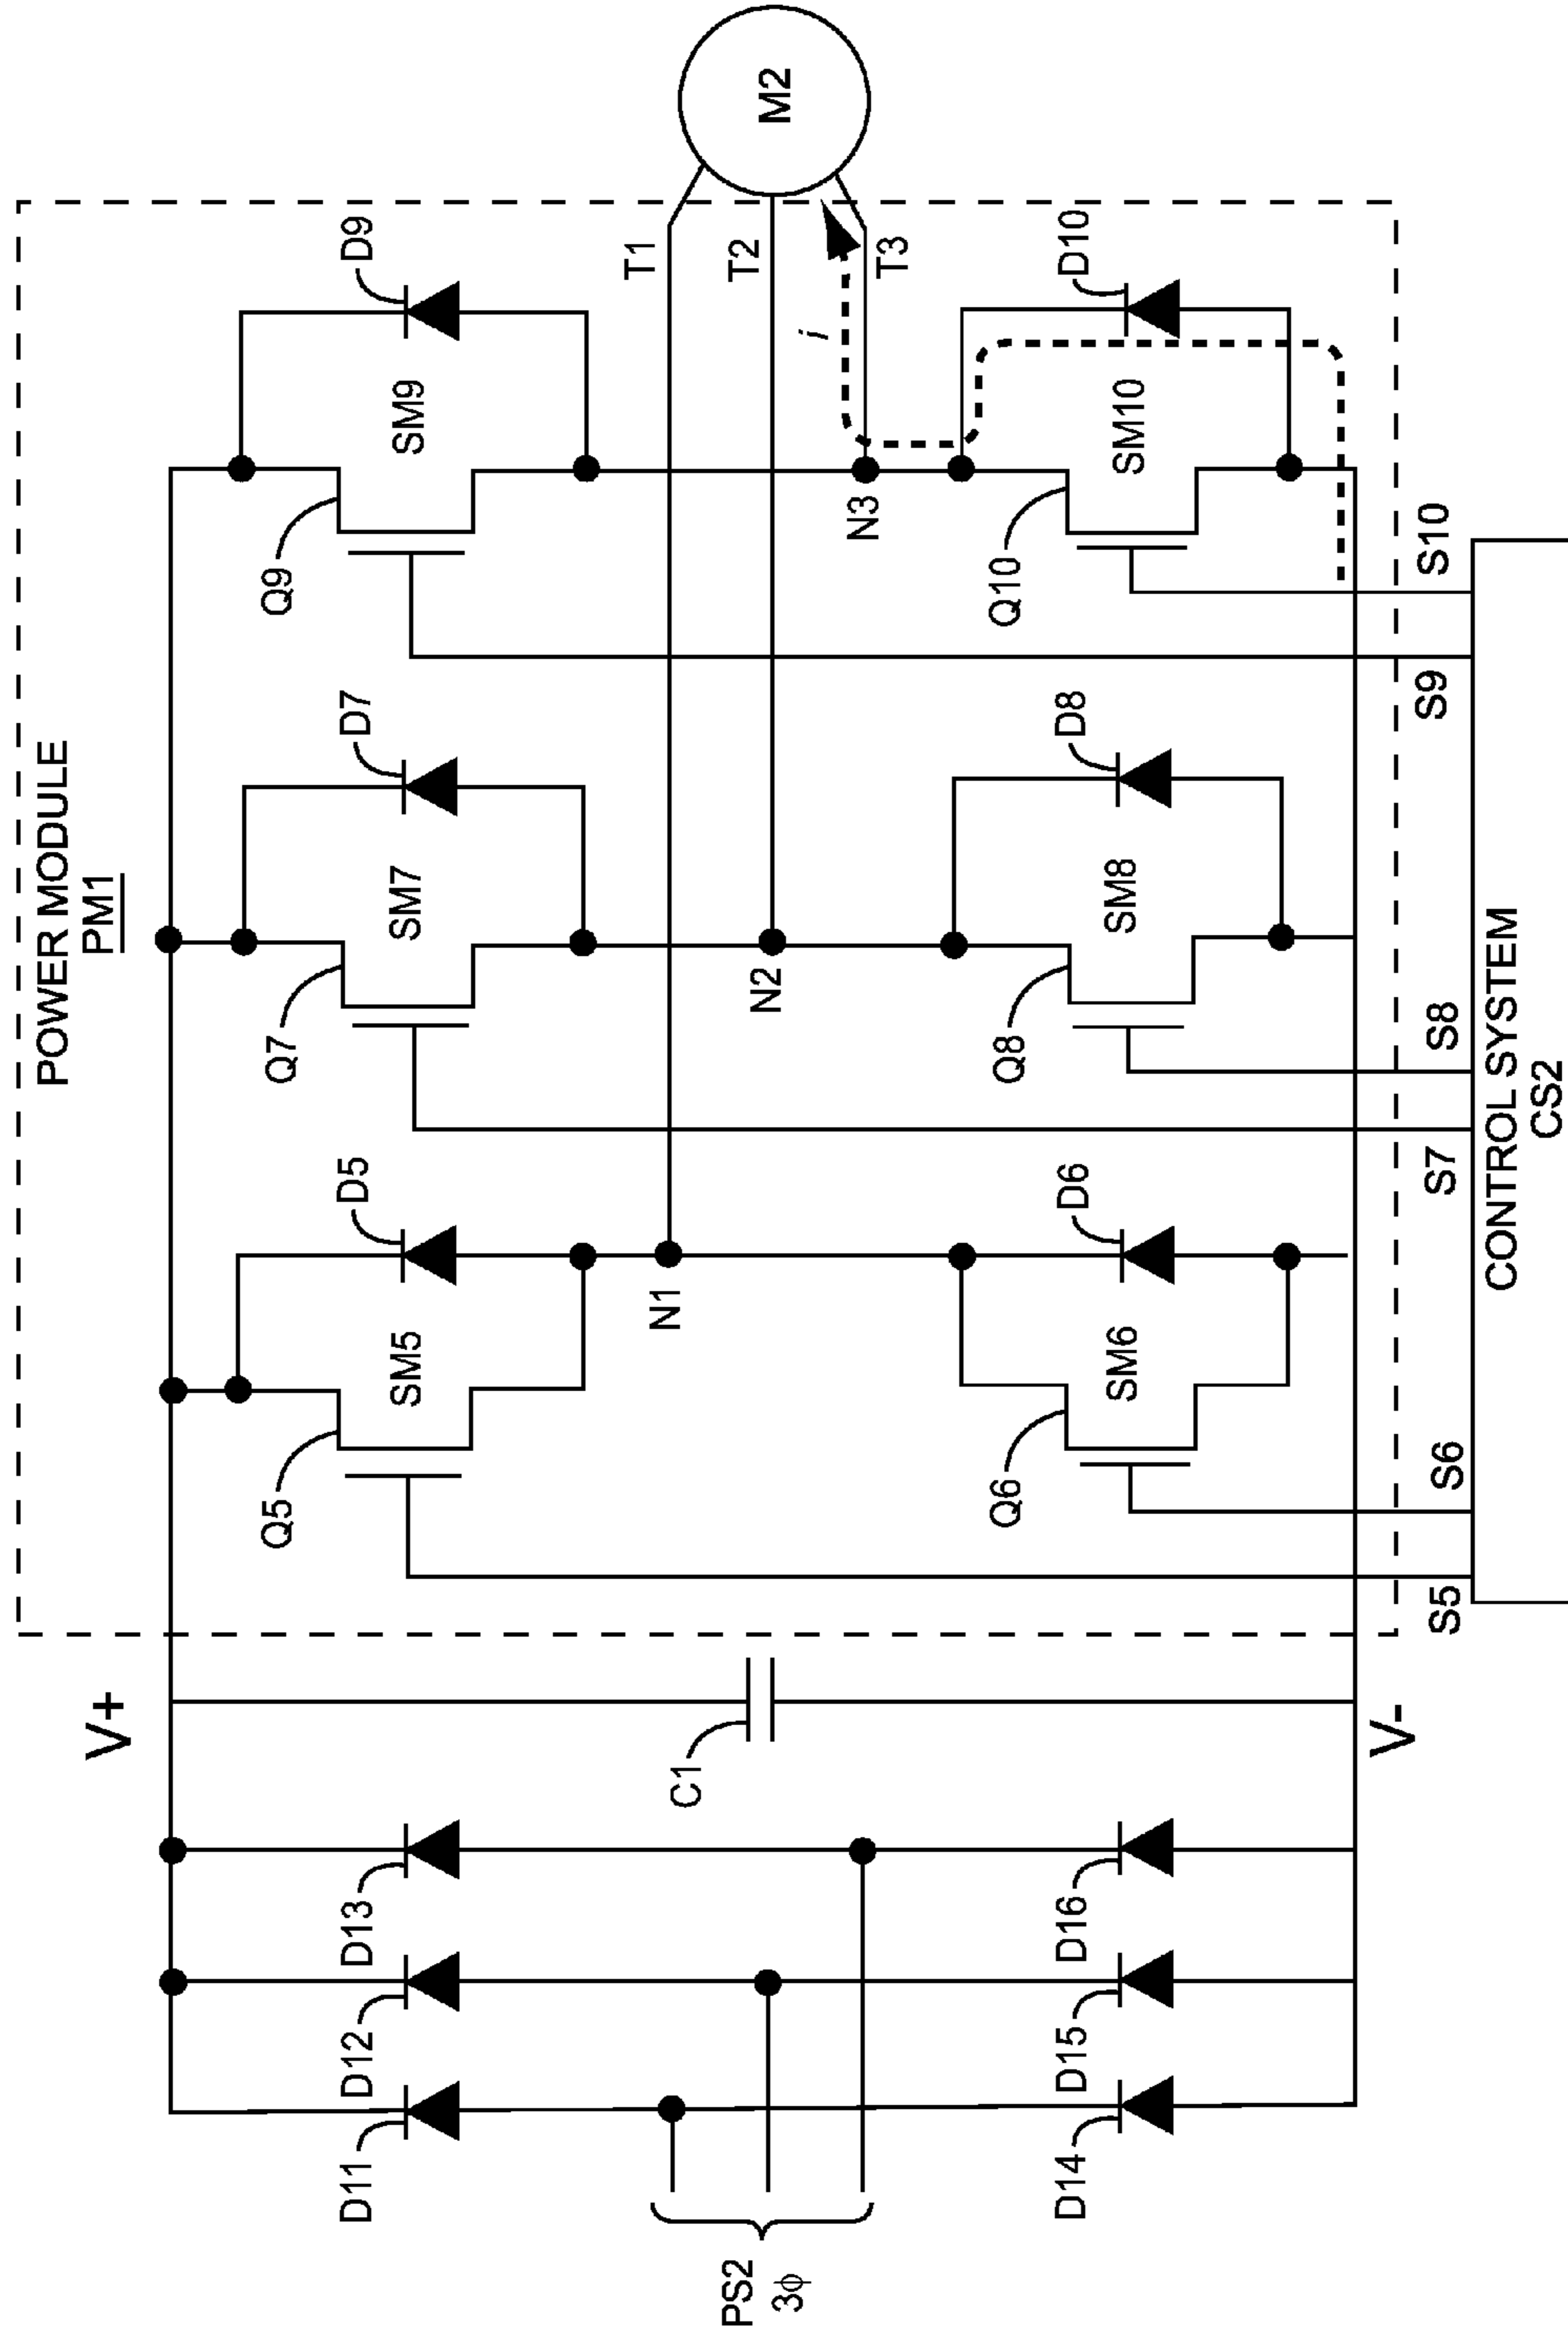 POWER MODULE
PM1
V+
D11
D12
D13
Q5
D5
SM5
Q7
D7
SM7
Q9
D9
SM9
PS2
3ϕ
C1
N1
N2
N3
T1
T2
T3
i
M2
D14
D15
D16
Q6
D6
SM6
Q8
D8
SM8
Q10
D10
SM10
V-
S5
S6
S7
S8
S9
S10
CONTROL SYSTEM
CS2